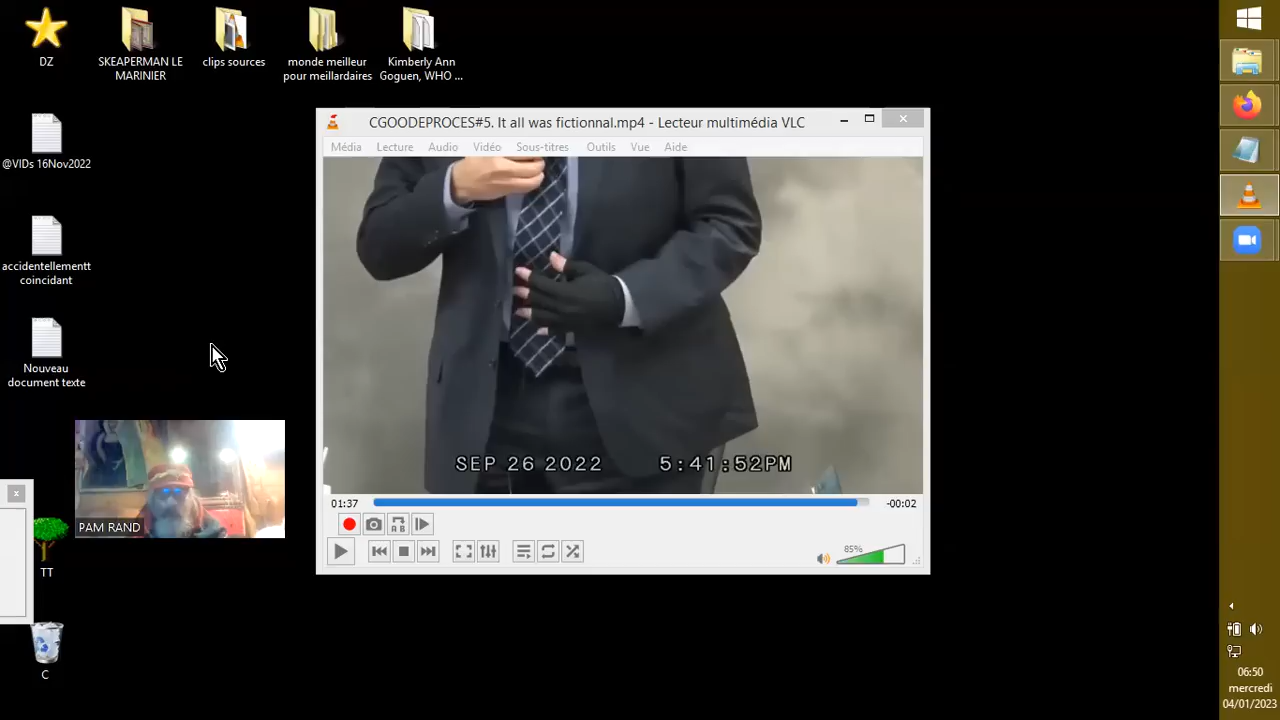 DZ
SKEAPERMAN LE
MARINIER
clips sources
monde meilleur
pour meillardaires
Kimberly Ann
Goguen, WHO ...
@VIDs 16Nov2022
accidentellementt
coincidant
Nouveau
document texte
CGOODEPROCES#5. It all was fictionnal.mp4 - Lecteur multimédia VLC
Média Lecture Audio Vidéo Sous-titres Outils Vue Aide
SEP 26 2022 5:41:52PM
01:37 -00:02
A B
85%
PAM RAND
x
TT
C
06:50
mercredi
04/01/2023